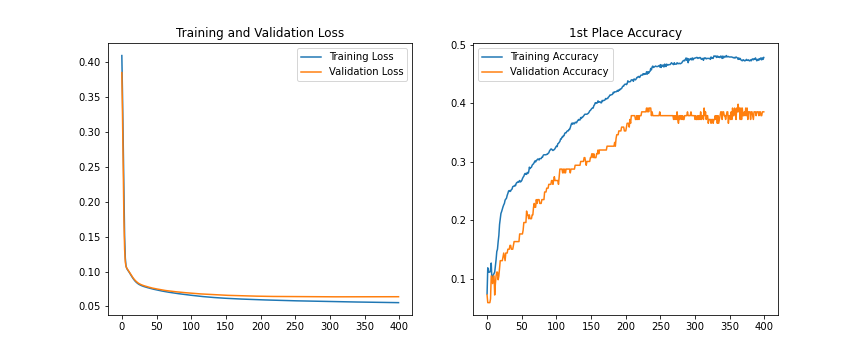 Training and Validation Loss
Training Loss
Validation Loss
0.40
0.35
0.30
0.25
0.20
0.15
0.10
0.05
0 50 100 150 200 250 300 350 400
1st Place Accuracy
Training Accuracy
Validation Accuracy
0.5
0.4
0.3
0.2
0.1
0 50 100 150 200 250 300 350 400